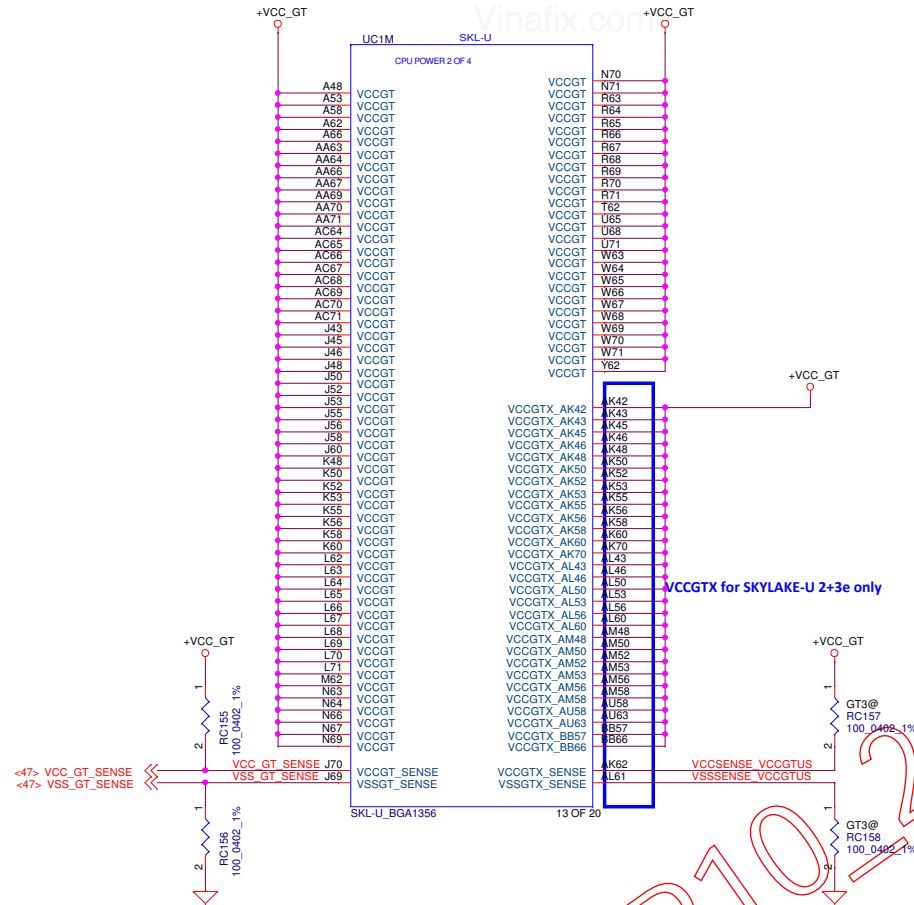 Vinafix.com
+VCC_GT
+VCC_GT
UC1M
SKL-U
CPU POWER 2 OF 4
A48 VCCGT
A53 VCCGT
A58 VCCGT
A62 VCCGT
A66 VCCGT
AA63 VCCGT
AA64 VCCGT
AA66 VCCGT
AA67 VCCGT
AA69 VCCGT
AA70 VCCGT
AA71 VCCGT
AC64 VCCGT
AC65 VCCGT
AC66 VCCGT
AC67 VCCGT
AC68 VCCGT
AC69 VCCGT
AC70 VCCGT
AC71 VCCGT
J43 VCCGT
J45 VCCGT
J46 VCCGT
J48 VCCGT
J50 VCCGT
J52 VCCGT
J53 VCCGT
J55 VCCGT
J56 VCCGT
J58 VCCGT
J60 VCCGT
K48 VCCGT
K50 VCCGT
K52 VCCGT
K53 VCCGT
K55 VCCGT
K56 VCCGT
K58 VCCGT
K60 VCCGT
L62 VCCGT
L63 VCCGT
L64 VCCGT
L65 VCCGT
L66 VCCGT
L67 VCCGT
L68 VCCGT
L69 VCCGT
L70 VCCGT
L71 VCCGT
M62 VCCGT
N63 VCCGT
N64 VCCGT
N66 VCCGT
N67 VCCGT
N69 VCCGT
VCCGT N70
VCCGT N71
VCCGT R63
VCCGT R64
VCCGT R65
VCCGT R66
VCCGT R67
VCCGT R68
VCCGT R69
VCCGT R70
VCCGT R71
VCCGT T62
VCCGT U65
VCCGT U68
VCCGT U71
VCCGT W63
VCCGT W64
VCCGT W65
VCCGT W66
VCCGT W67
VCCGT W68
VCCGT W69
VCCGT W70
VCCGT W71
VCCGT Y62
+VCC_GT
VCCGTX_AK42 AK42
VCCGTX_AK43 AK43
VCCGTX_AK45 AK45
VCCGTX_AK46 AK46
VCCGTX_AK48 AK48
VCCGTX_AK50 AK50
VCCGTX_AK52 AK52
VCCGTX_AK53 AK53
VCCGTX_AK55 AK55
VCCGTX_AK56 AK56
VCCGTX_AK58 AK58
VCCGTX_AK60 AK60
VCCGTX_AK70 AK70
VCCGTX_AL43 AL43
VCCGTX_AL46 AL46
VCCGTX_AL50 AL50
VCCGTX_AL53 AL53
VCCGTX_AL56 AL56
VCCGTX_AL60 AL60
VCCGTX_AM48 AM48
VCCGTX_AM50 AM50
VCCGTX_AM52 AM52
VCCGTX_AM53 AM53
VCCGTX_AM56 AM56
VCCGTX_AM58 AM58
VCCGTX_AU58 AU58
VCCGTX_AU63 AU63
VCCGTX_BB57 BB57
VCCGTX_BB66 BB66
VCCGTX for SKYLAKE-U 2+3e only
+VCC_GT
1
RC155
100_0402_1%
2
+VCC_GT
1
GT3@
RC157
100_0402_1%
2
<47> VCC_GT_SENSE
VCC_GT_SENSE J70 VCCGT_SENSE
<47> VSS_GT_SENSE
VSS_GT_SENSE J69 VSSGT_SENSE
VCCGTX_SENSE AK62 VCCSENSE_VCCGTUS
VSSGTX_SENSE AL61 VSSSENSE_VCCGTUS
SKL-U_BGA1356
13 OF 20
1
RC156
100_0402_1%
2
1
GT3@
RC158
100_0402_1%
2